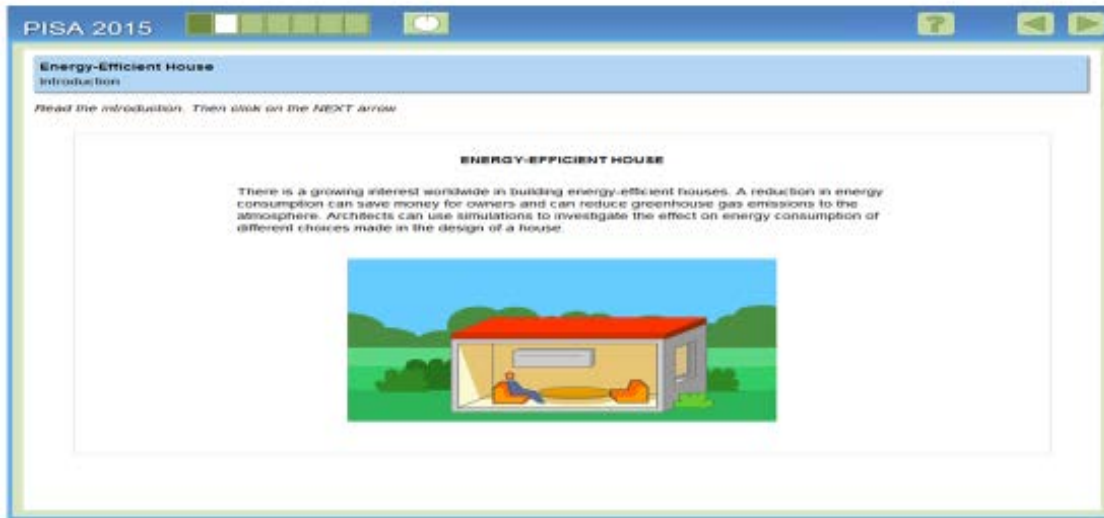 PISA 2015
?
Energy-Efficient House
Introduction
Read the introduction. Then click on the NEXT arrow
ENERGY-EFFICIENT HOUSE
There is a growing interest worldwide in building energy-efficient houses. A reduction in energy
consumption can save money for owners and can reduce greenhouse gas emissions to the
atmosphere. Architects can use simulations to investigate the effect on energy consumption of
different choices made in the design of a house.